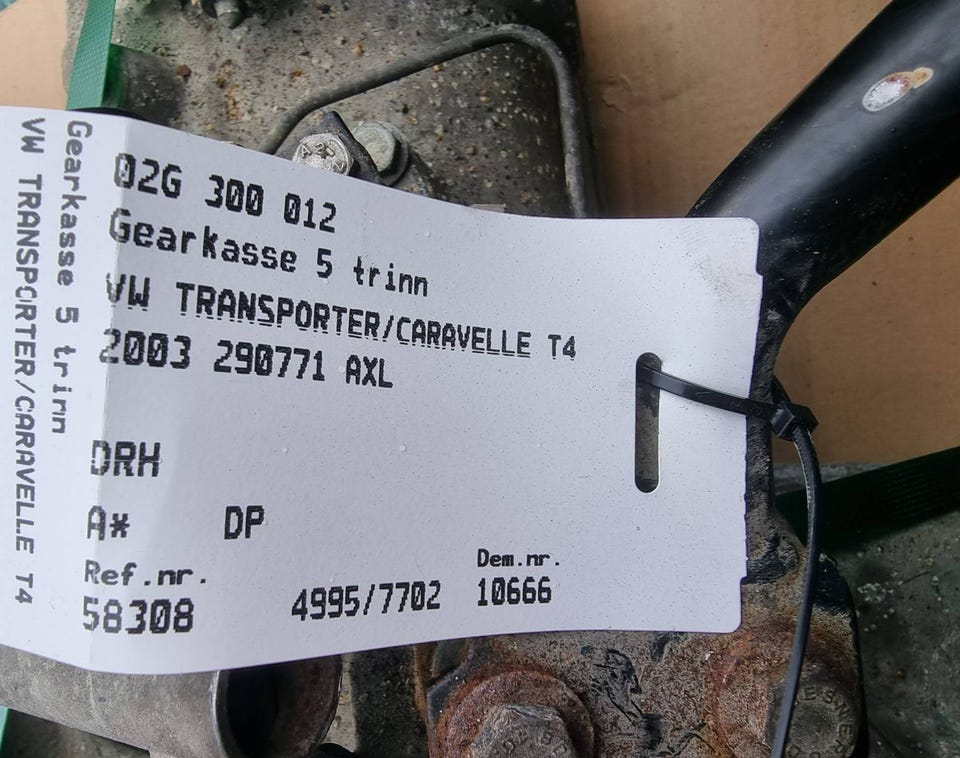 Gearkasse 5 trinn
VW TRANSPORTER/CARAVELLE T4
02G 300 012
Gearkasse 5 trinn
VW TRANSPORTER/CARAVELLE T4
2003 290771 AXL
DRH
A* DP
Ref.nr. Dem.nr.
58308 4995/7702 10666